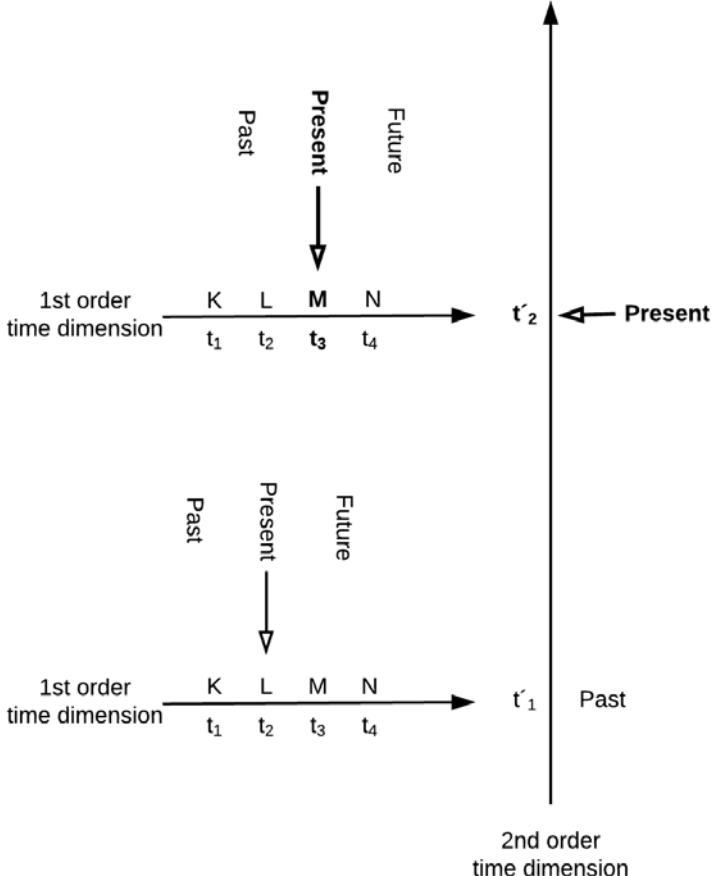 Past
Present
Future
1st order
time dimension
K L M N
t1 t2 t3 t4
t´2
Present
Past
Present
Future
1st order
time dimension
K L M N
t1 t2 t3 t4
t´1
Past
2nd order
time dimension